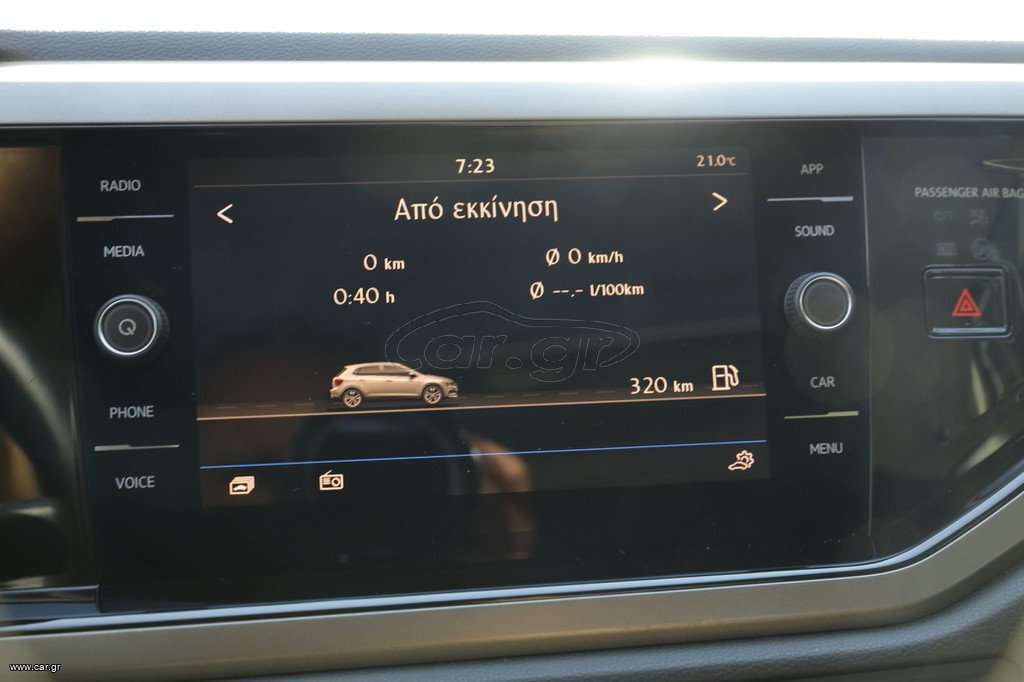 7:23
21.0°C
< Από εκκίνηση >
0 km
Ø 0 km/h
0:40 h
Ø --.- l/100km
320 km
RADIO
MEDIA
PHONE
VOICE
APP
SOUND
CAR
MENU
PASSENGER AIR BAG
OFF
car.gr
www.car.gr